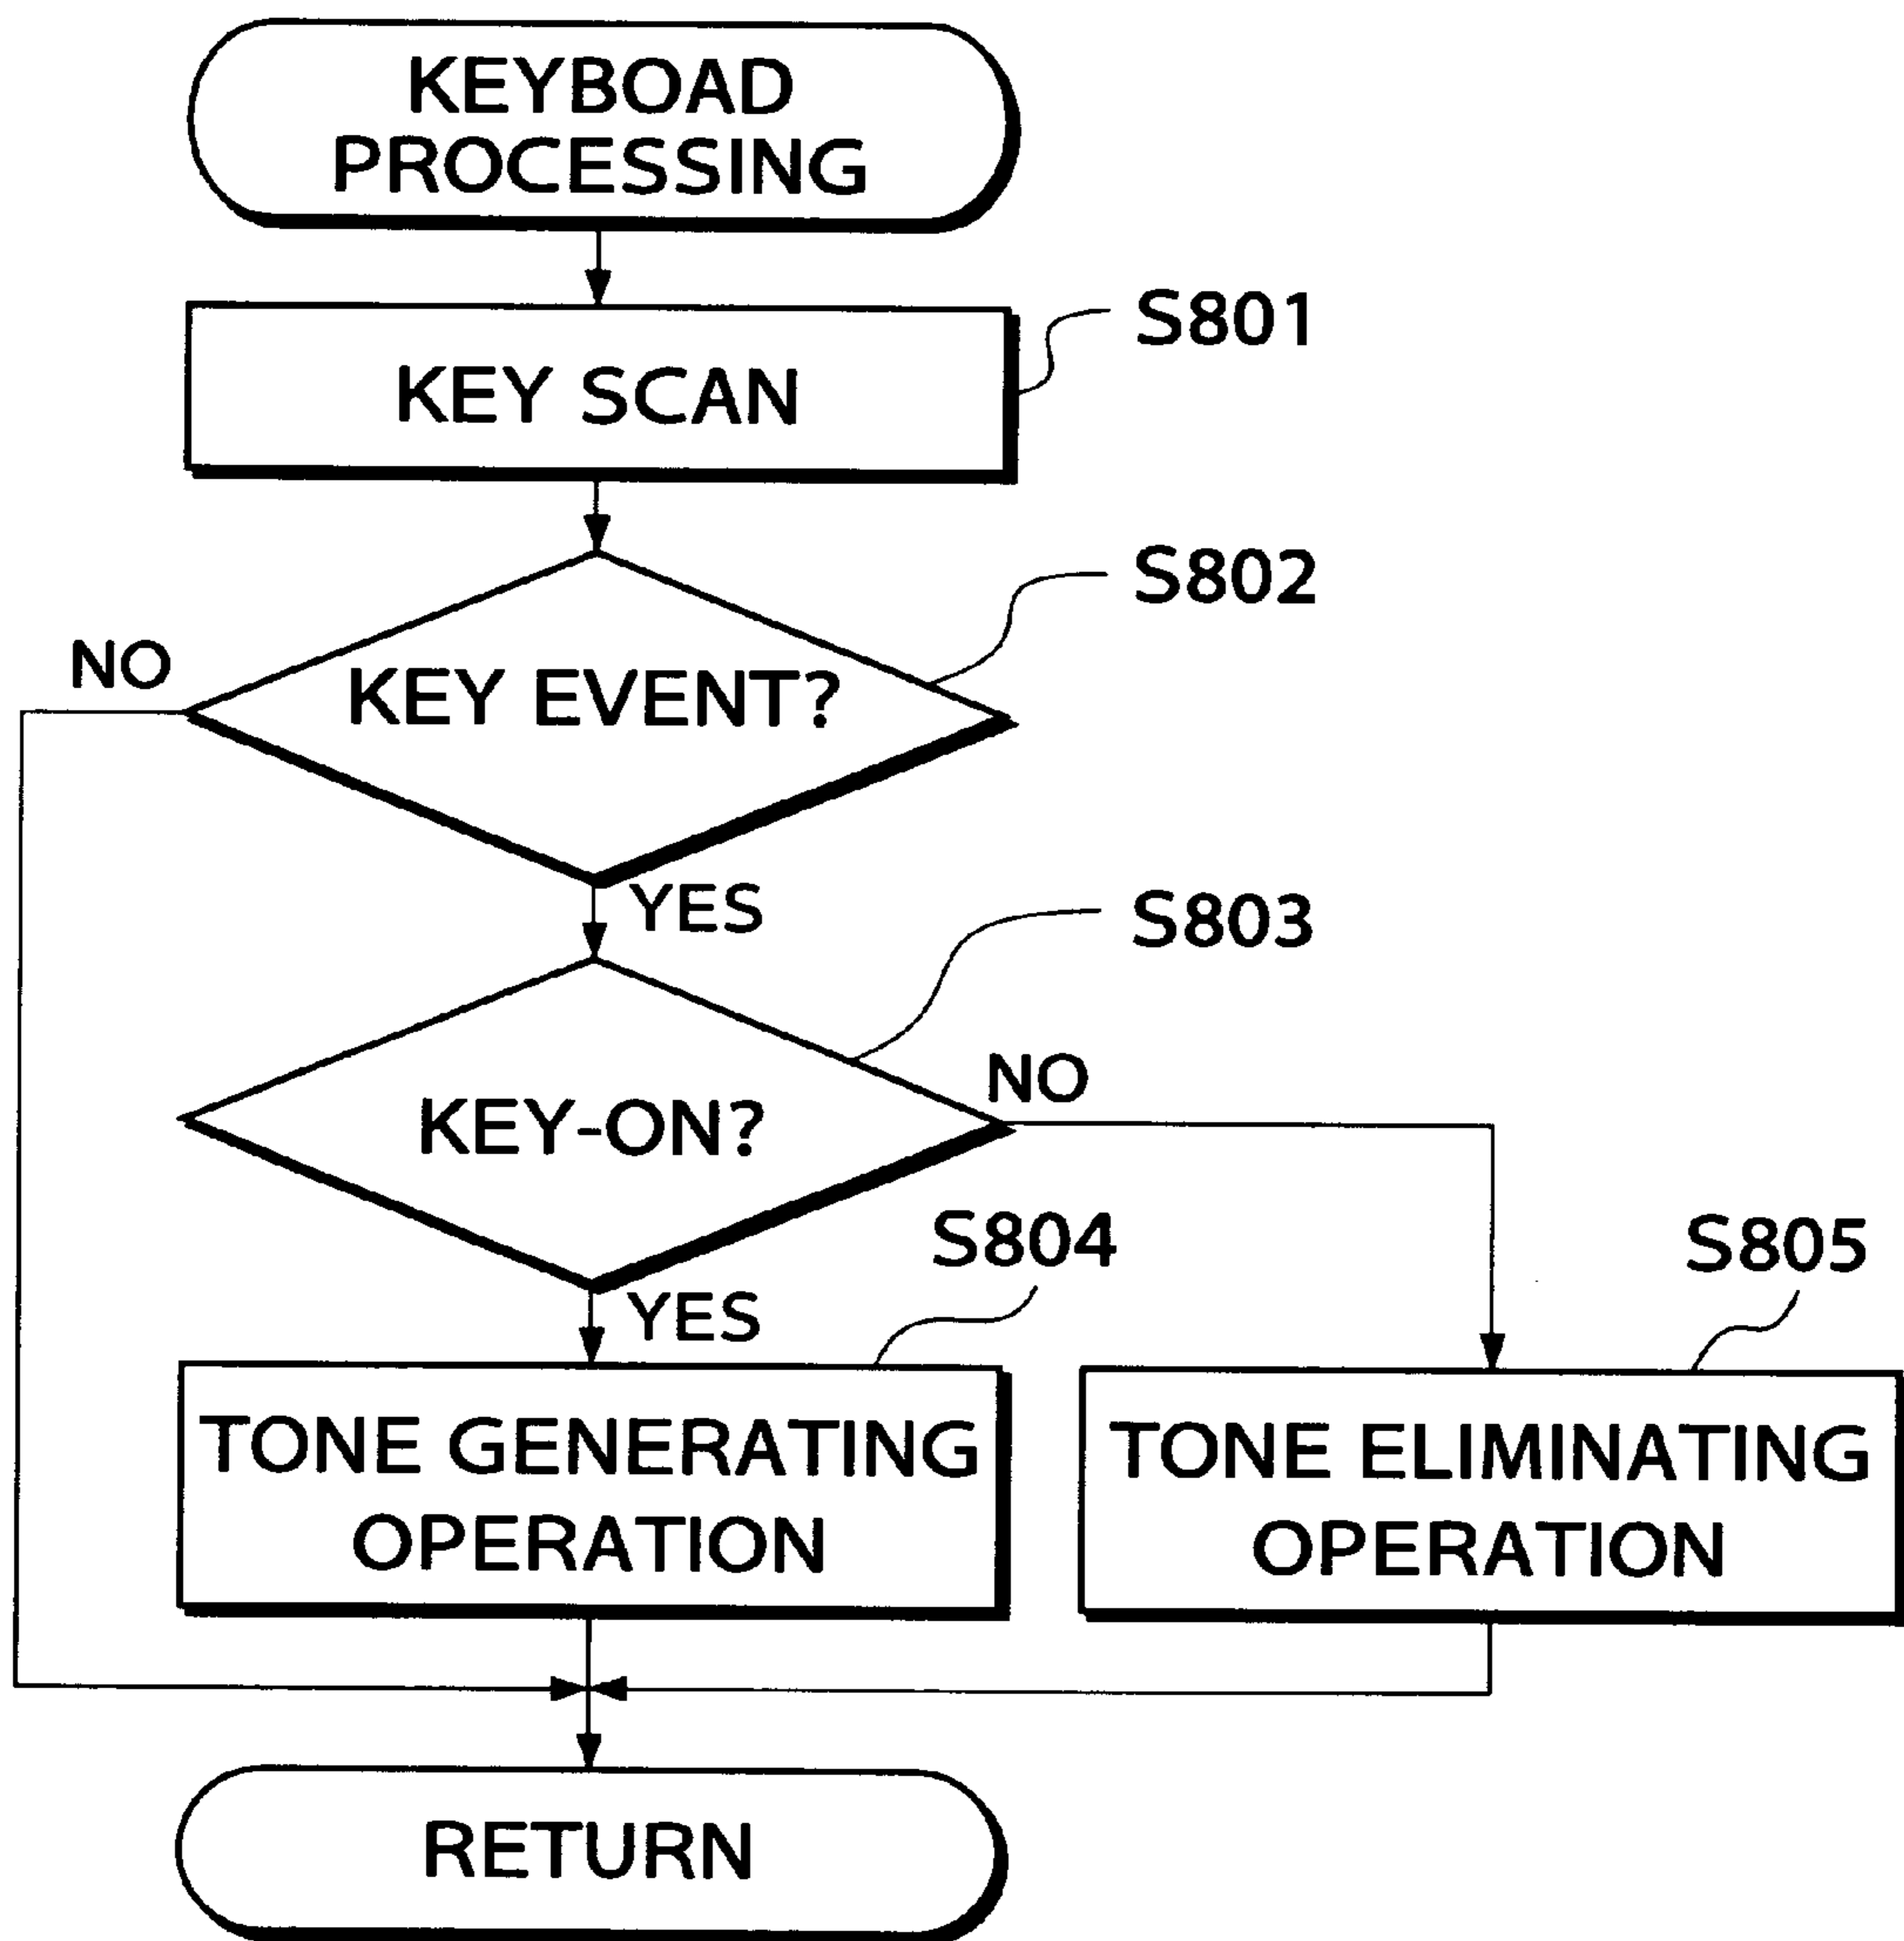 KEYBOAD
PROCESSING
S801
KEY SCAN
S802
NO
KEY EVENT?
YES
S803
NO
KEY-ON?
S804
S805
YES
TONE GENERATING
OPERATION
TONE ELIMINATING
OPERATION
RETURN